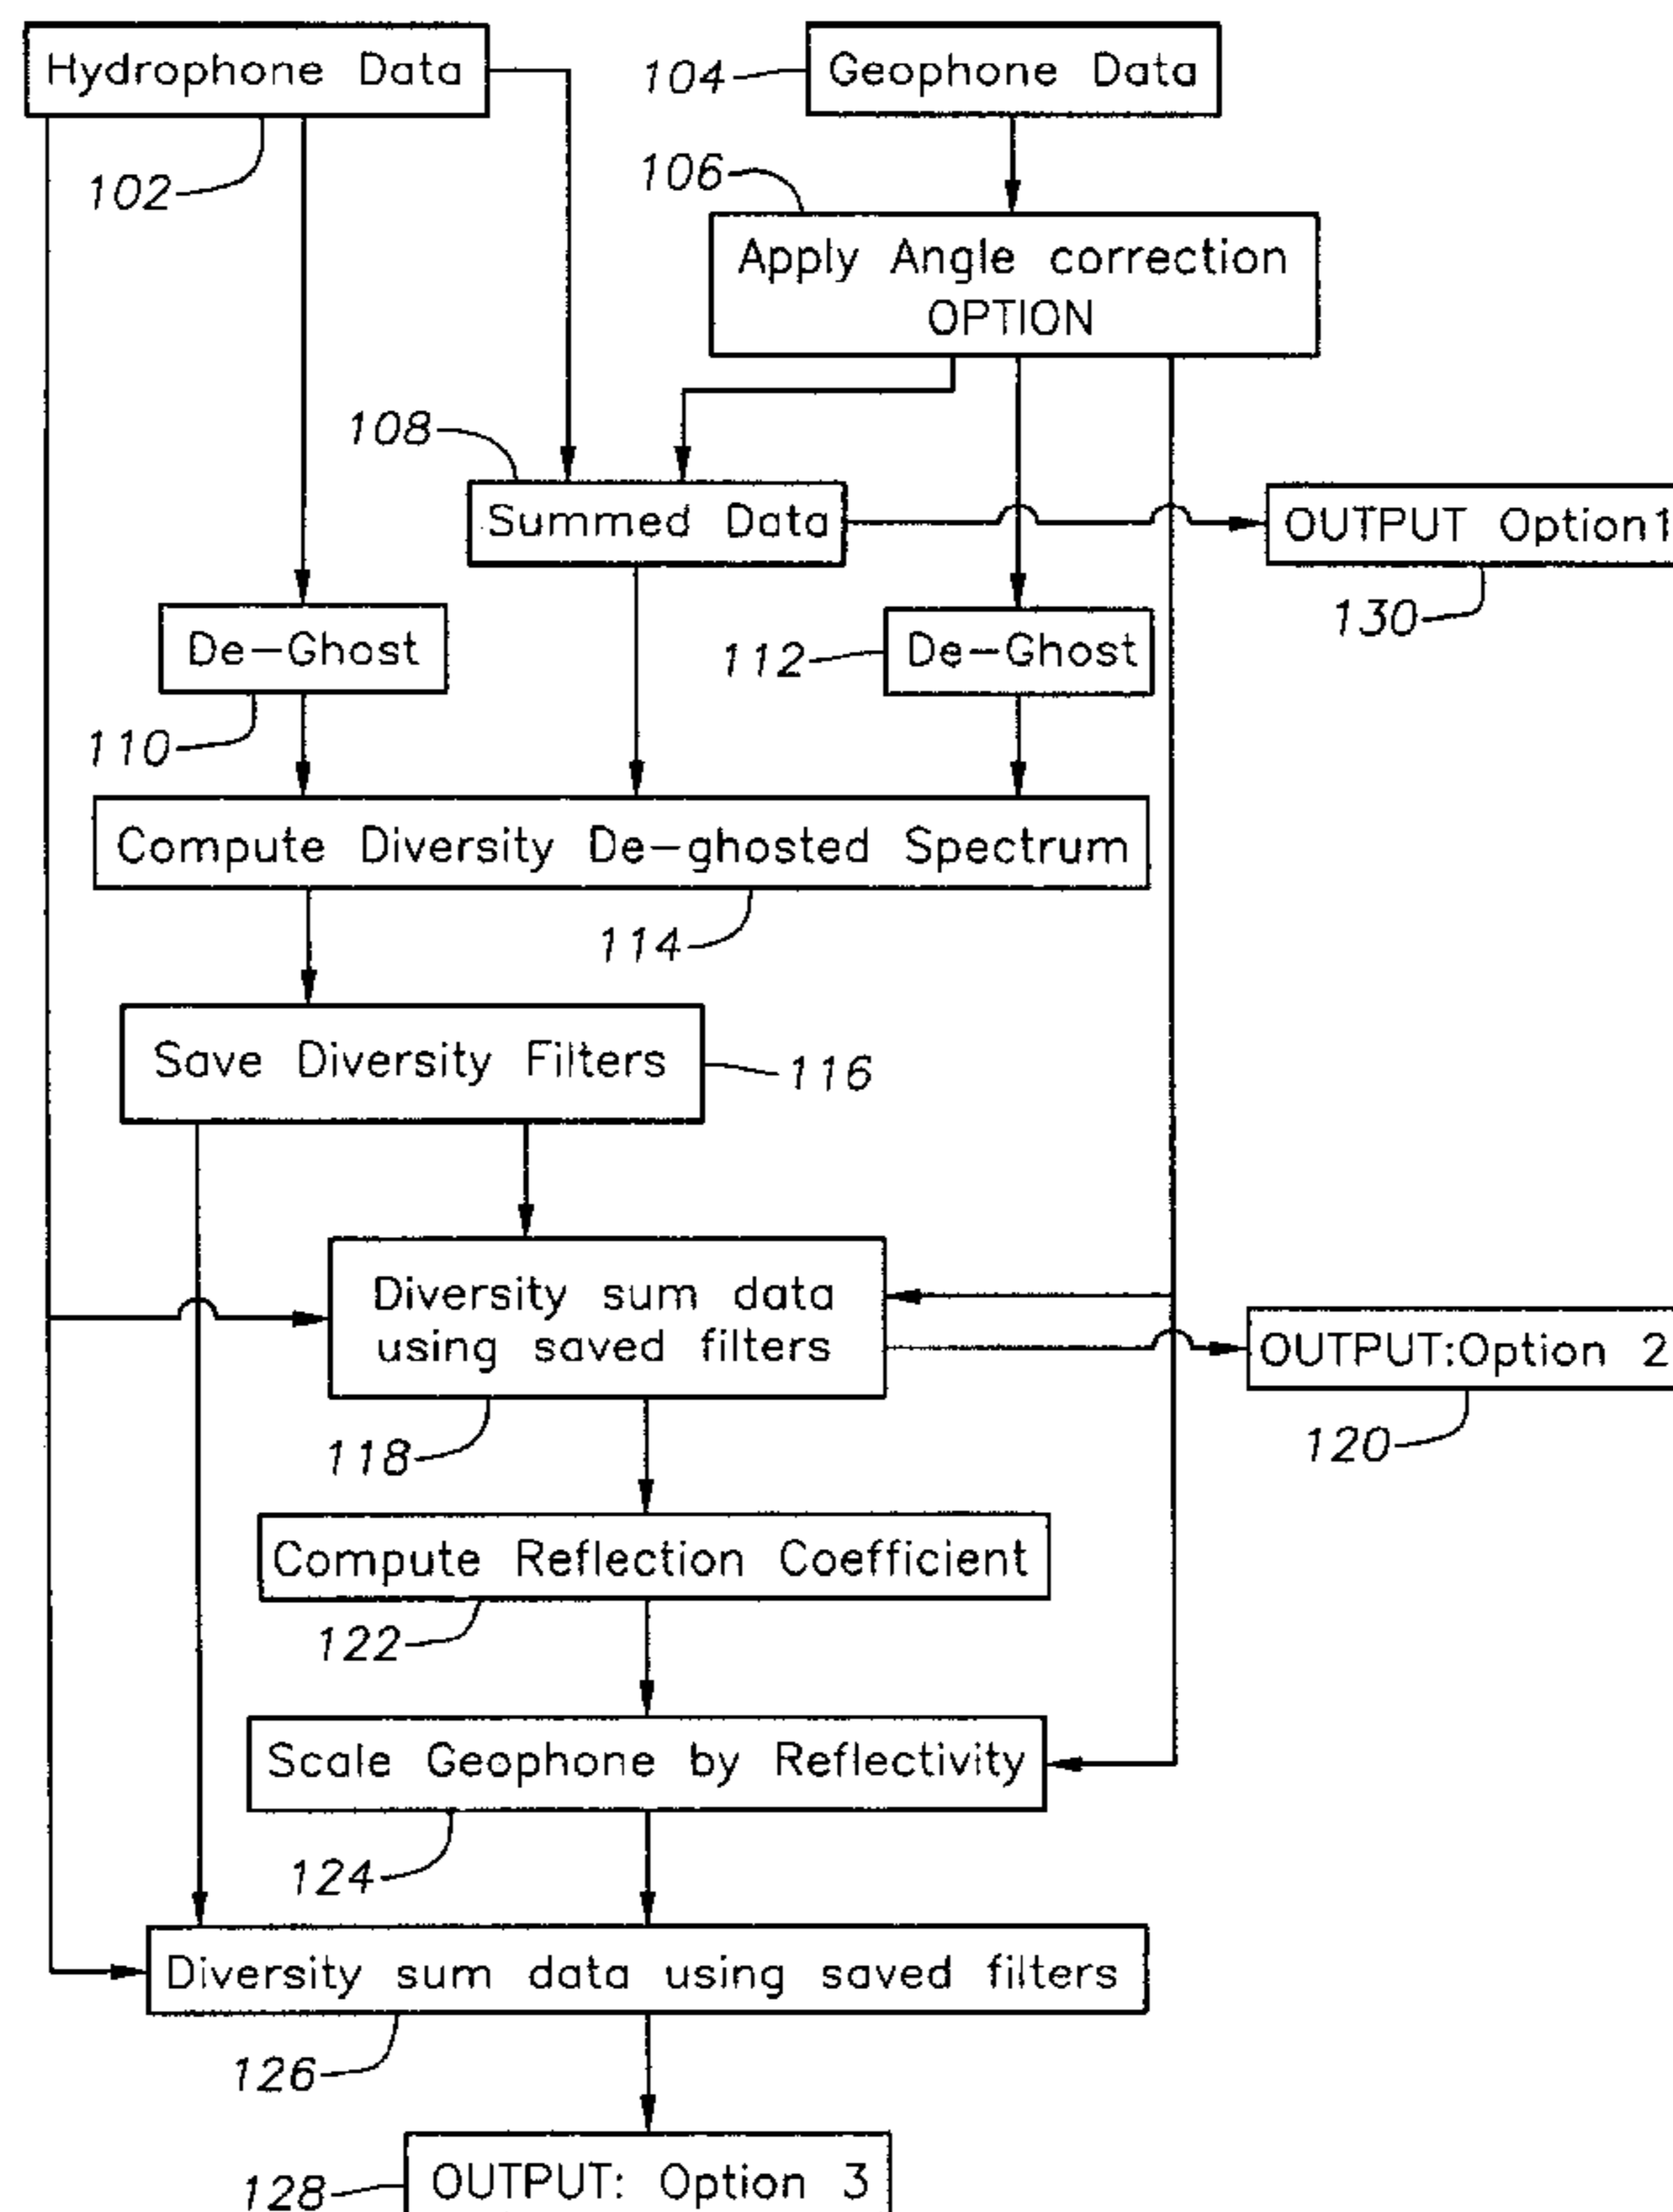 Hydrophone Data
104
Geophone Data
102
106
Apply Angle correction
OPTION
108
Summed Data
OUTPUT Option1
130
De-Ghost
112
De-Ghost
110
Compute Diversity De-ghosted Spectrum
114
Save Diversity Filters
116
Diversity sum data
using saved filters
OUTPUT:Option 2
118
120
Compute Reflection Coefficient
122
Scale Geophone by Reflectivity
124
Diversity sum data using saved filters
126
128
OUTPUT: Option 3